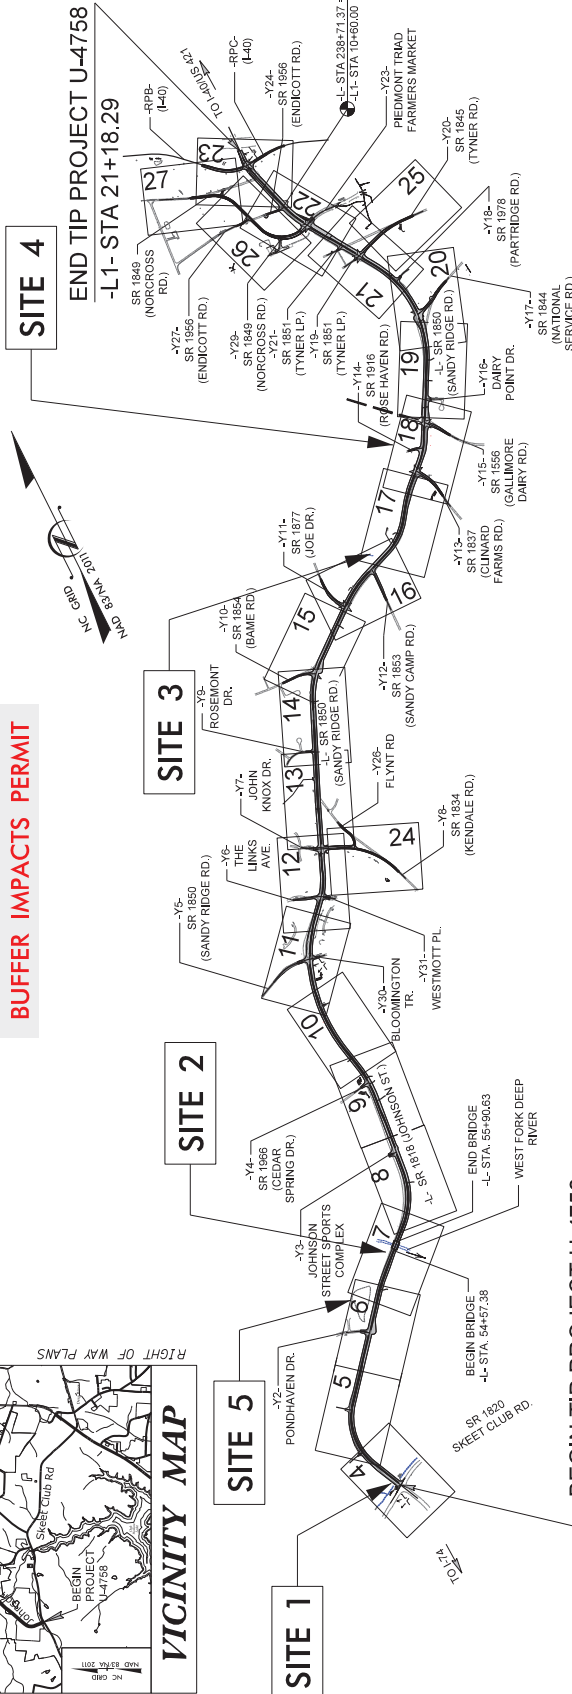 BUFFER IMPACTS PERMIT
END TIP PROJECT U-4758
-L1- STA 21+18.29
SITE 4
SITE 3
SITE 2
SITE 5
SITE 1
NC GRID
NAD 83/NA 2011
-RPB-
(I-40)
TO I-40/US 421
-RPC-
(I-40)
-Y24-
SR 1956
(ENDICOTT RD.)
-L- STA 238+71.37 =
-L1- STA 10+60.00
-Y23-
PIEDMONT TRIAD
FARMERS MARKET
-Y20-
SR 1845
(TYNER RD.)
-Y18-
SR 1978
(PARTRIDGE RD.)
-Y17-
SR 1844
(NATIONAL
SERVICE RD.)
SR 1849
(NORCROSS
RD.)
-Y27-
SR 1956
(ENDICOTT RD.)
-Y29-
SR 1849
(NORCROSS RD.)
-Y21-
SR 1851
(TYNER LP.)
-Y19-
SR 1851
(TYNER LP.)
-Y14-
SR 1916
(ROSE HAVEN RD.)
-L- SR 1850
(SANDY RIDGE RD.)
-Y16-
DAIRY
POINT DR.
-Y15-
SR 1556
(GALLIMORE
DAIRY RD.)
-Y13-
SR 1837
(CLINARD
FARMS RD.)
-Y11-
SR 1877
(JOE DR.)
-Y12-
SR 1853
(SANDY CAMP RD.)
-Y10-
SR 1854
(BAME RD.)
-Y9-
ROSEMONT
DR.
-L- SR 1850
(SANDY RIDGE RD.)
-Y26-
FLYNT RD
-Y7-
JOHN
KNOX DR.
-Y6-
THE
LINKS
AVE.
-Y8-
SR 1834
(KENDALE RD.)
-Y5-
SR 1850
(SANDY RIDGE RD.)
-Y31-
WESTMOTT PL.
-Y30-
BLOOMINGTON
TR.
-Y4-
SR 1966
(CEDAR
SPRING DR.)
-L- SR 1818 (JOHNSON ST.)
-Y3-
JOHNSON
STREET SPORTS
COMPLEX
END BRIDGE
-L- STA. 55+90.63
WEST FORK DEEP
RIVER
BEGIN BRIDGE
-L- STA. 54+57.38
-Y2-
PONDHAVEN DR.
SR 1820
SKEET CLUB RD.
TO I-74
4
5
6
7
8
9
10
11
12
13
14
15
16
17
18
19
20
21
22
23
24
25
26
27
RIGHT OF WAY PLANS
VICINITY MAP
Skeet Club Rd
BEGIN
PROJECT
U-4758
NC GRID
NAD 83/NA 2011